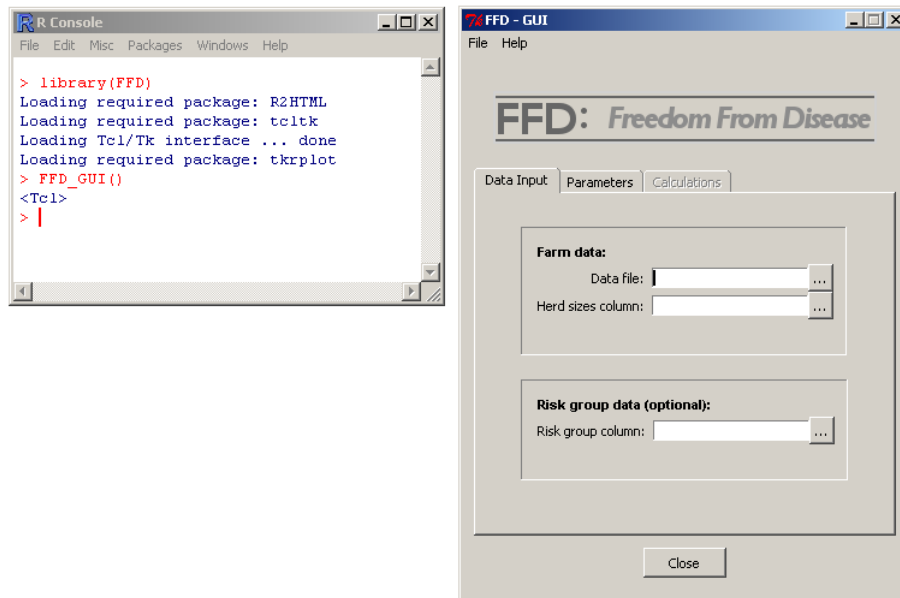 R Console
File Edit Misc Packages Windows Help
> library(FFD)
Loading required package: R2HTML
Loading required package: tcltk
Loading Tcl/Tk interface ... done
Loading required package: tkrplot
> FFD_GUI()
<Tcl>
>
FFD - GUI
File Help
FFD: Freedom From Disease
Data Input Parameters Calculations
Farm data:
Data file: ...
Herd sizes column: ...
Risk group data (optional):
Risk group column: ...
Close